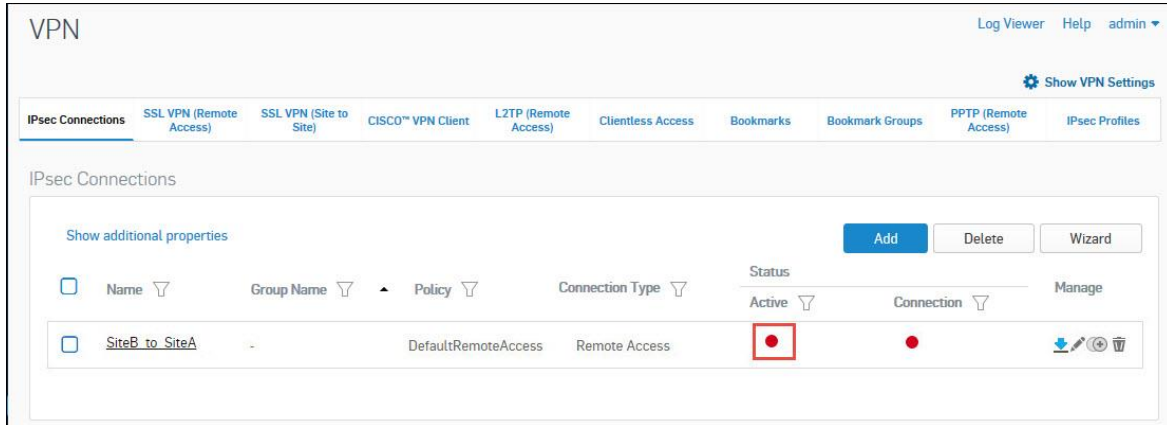 VPN
Log Viewer Help admin
Show VPN Settings
IPsec Connections
SSL VPN (Remote
Access)
SSL VPN (Site to
Site)
CISCO™ VPN Client
L2TP (Remote
Access)
Clientless Access
Bookmarks
Bookmark Groups
PPTP (Remote
Access)
IPsec Profiles
IPsec Connections
Show additional properties
Add Delete Wizard
Status
Name Group Name Policy Connection Type Manage
Active Connection
SiteB_to_SiteA - DefaultRemoteAccess Remote Access